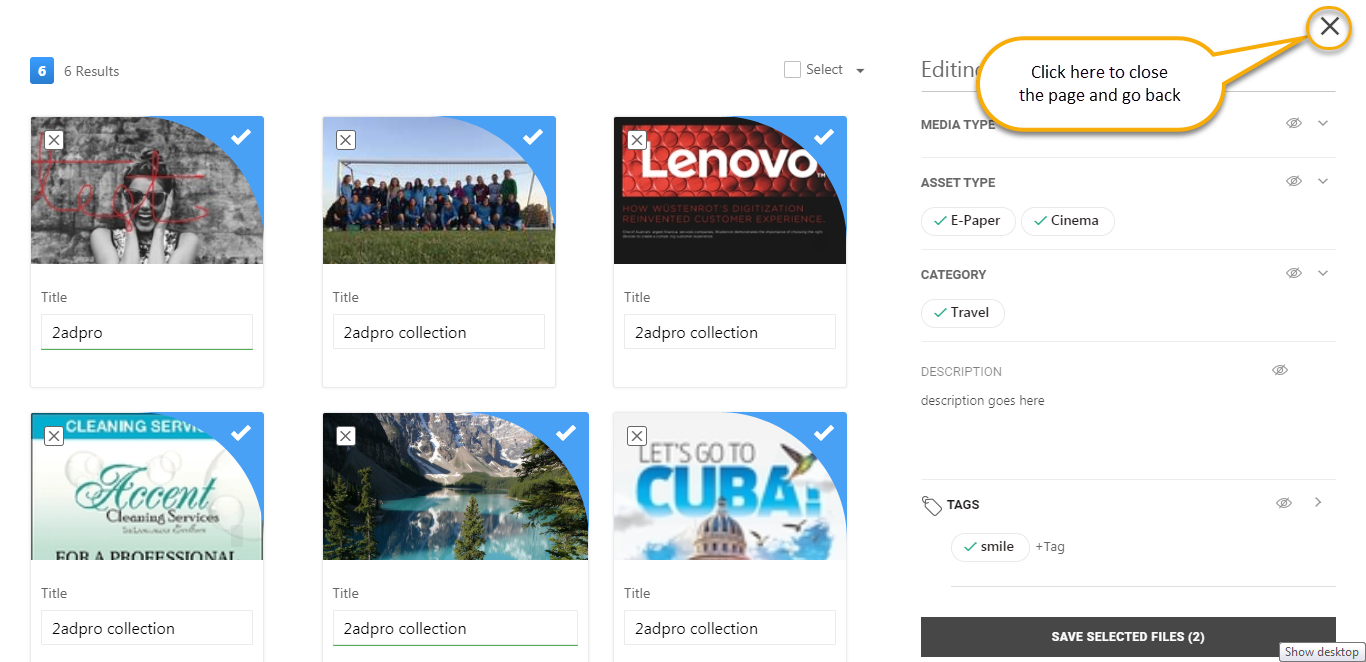 6
6 Results
Select
Editing
Click here to close
the page and go back
MEDIA TYPE
ASSET TYPE
E-Paper
Cinema
CATEGORY
Travel
DESCRIPTION
description goes here
TAGS
smile
+Tag
SAVE SELECTED FILES (2)
Show desktop
Title
2adpro
Title
2adpro collection
Lenovo
TM
HOW WÜSTENROT'S DIGITIZATION
REINVENTED CUSTOMER EXPERIENCE.
Title
2adpro collection
CLEANING SERVIC
Accent
Cleaning Services
FOR A PROFESSIONAL
Title
2adpro collection
Title
2adpro collection
LET'S GO TO
CUBA!
Title
2adpro collection